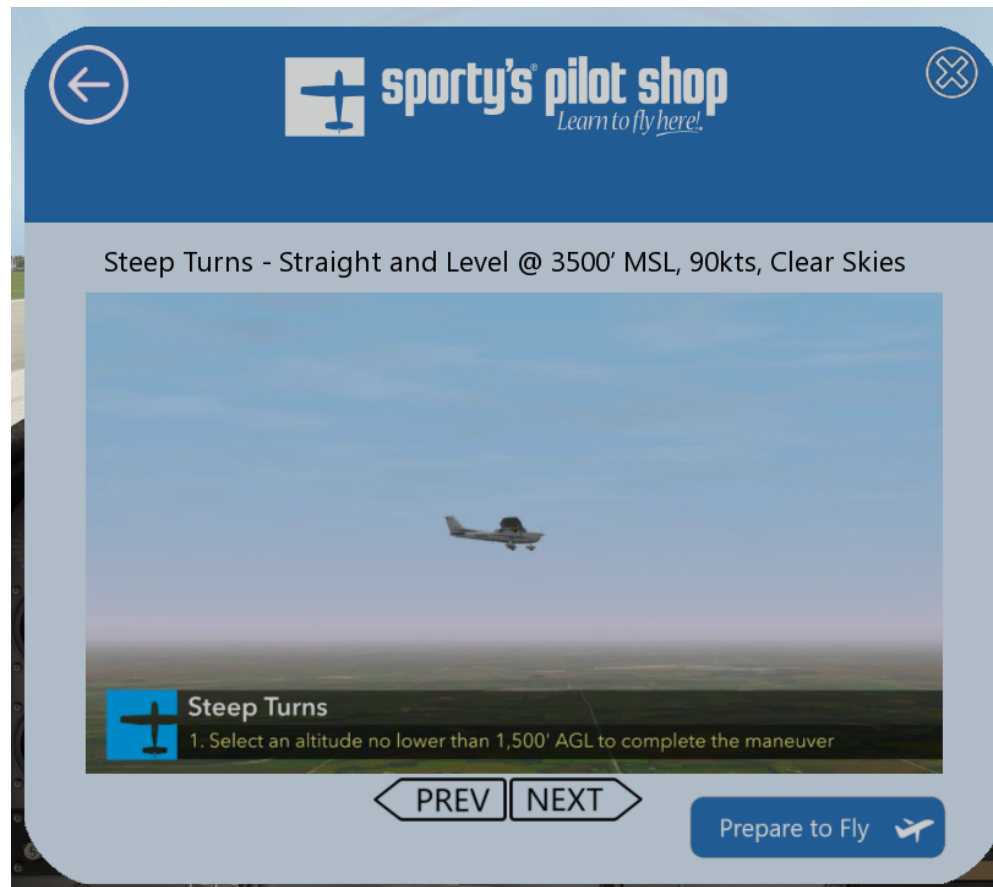 sporty's® pilot shop
Learn to fly here!.
Steep Turns - Straight and Level @ 3500' MSL, 90kts, Clear Skies
Steep Turns
1. Select an altitude no lower than 1,500' AGL to complete the maneuver
PREV NEXT
Prepare to Fly
5